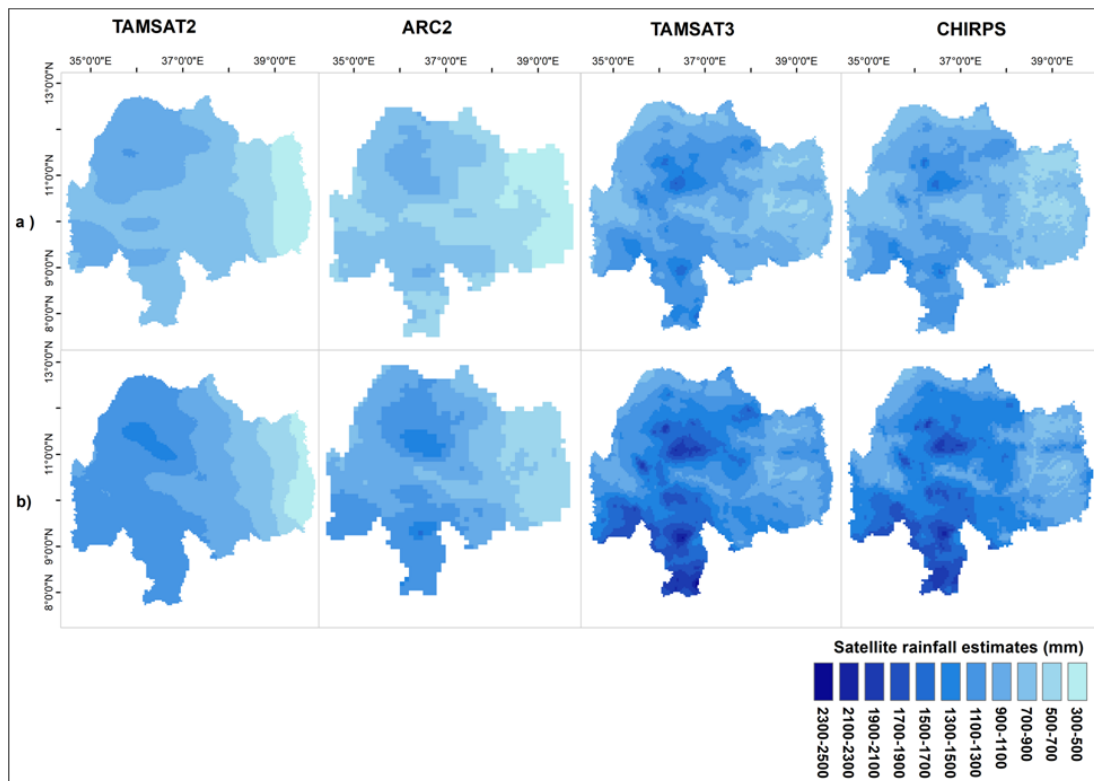 TAMSAT2 ARC2 TAMSAT3 CHIRPS
35°0'0"E 37°0'0"E 39°0'0"E 35°0'0"E 37°0'0"E 39°0'0"E 35°0'0"E 37°0'0"E 39°0'0"E 35°0'0"E 37°0'0"E 39°0'0"E
13°0'0"N
11°0'0"N
a )
9°0'0"N
8°0'0"N
13°0'0"N
11°0'0"N
b)
9°0'0"N
8°0'0"N
Satellite rainfall estimates (mm)
2300-2500
2100-2300
1900-2100
1700-1900
1500-1700
1300-1500
1100-1300
900-1100
700-900
500-700
300-500